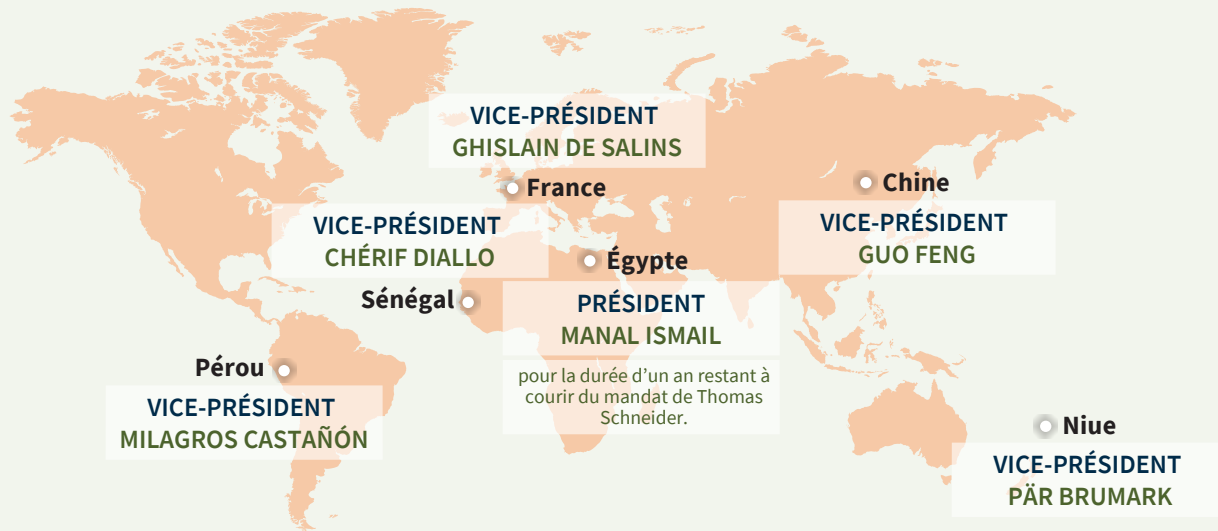 VICE-PRÉSIDENT
GHISLAIN DE SALINS
France
Chine
VICE-PRÉSIDENT
GUO FENG
VICE-PRÉSIDENT
CHÉRIF DIALLO
Sénégal
Égypte
PRÉSIDENT
MANAL ISMAIL
pour la durée d’un an restant à
courir du mandat de Thomas
Schneider.
Pérou
VICE-PRÉSIDENT
MILAGROS CASTAÑÓN
Niue
VICE-PRÉSIDENT
PÄR BRUMARK